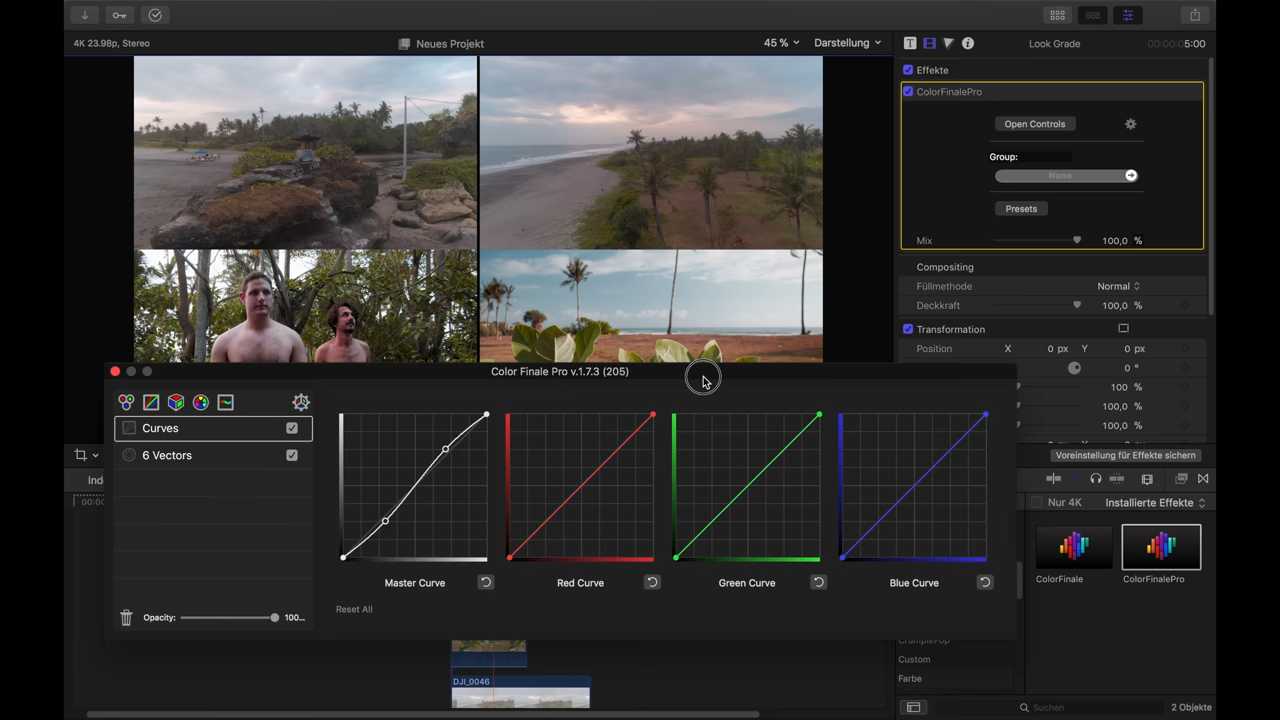 4K 23.98p, Stereo
Neues Projekt
45 %
Darstellung
Look Grade
5:00
Effekte
ColorFinalePro
Open Controls
Group:
None
Presets
Mix
100,0 %
Compositing
Füllmethode
Normal
Deckkraft
100,0 %
Transformation
Position
X
0 px
Y
0 px
0 °
100 %
100,0 %
100,0 %
Voreinstellung für Effekte sichern
Color Finale Pro v.1.7.3 (205)
Curves
6 Vectors
Opacity:
100...
Master Curve
Red Curve
Green Curve
Blue Curve
Reset All
Nur 4K
Installierte Effekte
ColorFinale
ColorFinalePro
Custom
Farbe
DJI_0046
Suchen
2 Objekte